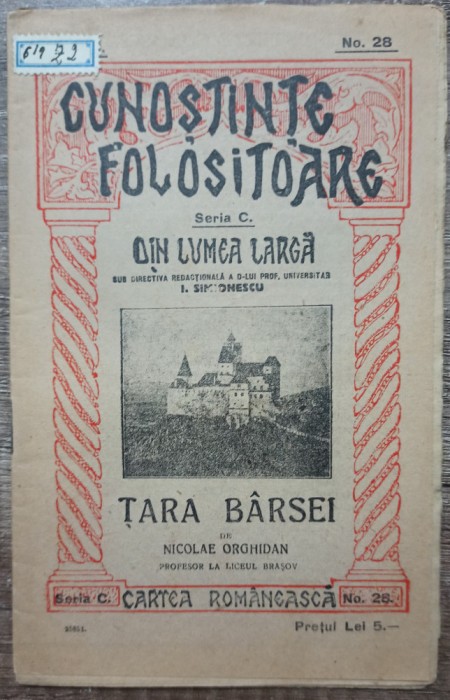 No. 28
CUNOȘTINȚE
FOLOSITOARE
Seria C.
DIN LUMEA LARGĂ
SUB DIRECTIVA REDACȚIONALĂ A D-LUI PROF. UNIVERSITAR
I. SIMIONESCU
ȚARA BÂRSEI
DE
NICOLAE ORGHIDAN
PROFESOR LA LICEUL BRAȘOV
Seria C. CARTEA ROMÂNEASCĂ No. 28.
Prețul Lei 5.—